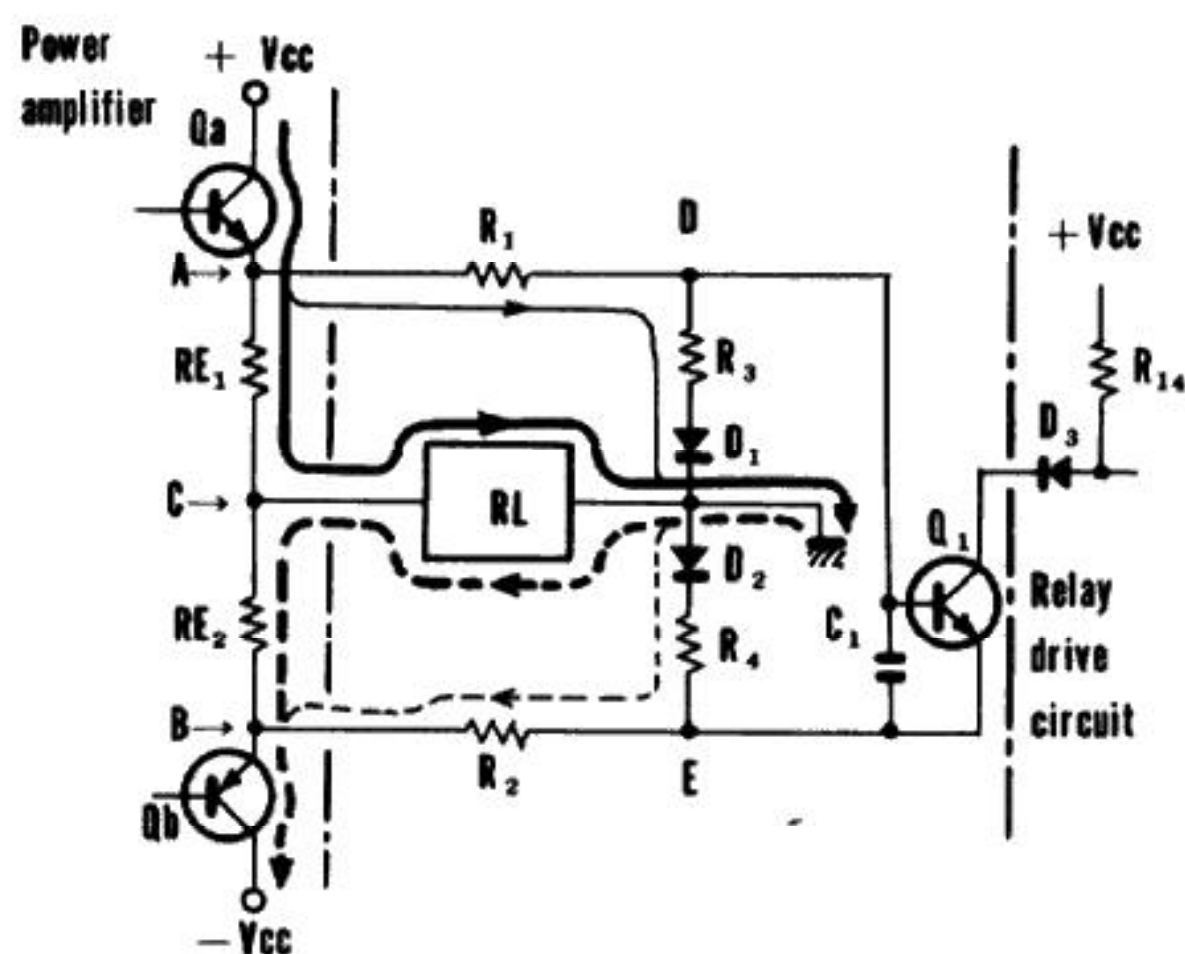 Power
amplifier
+ Vcc
Qa
A→
R₁
D
+ Vcc
RE₁
R₃
R₁₄
D₁
D₃
C→
RL
D₂
Q₁
RE₂
R₄
C₁
Relay
drive
circuit
B→
R₂
E
Qb
− Vcc